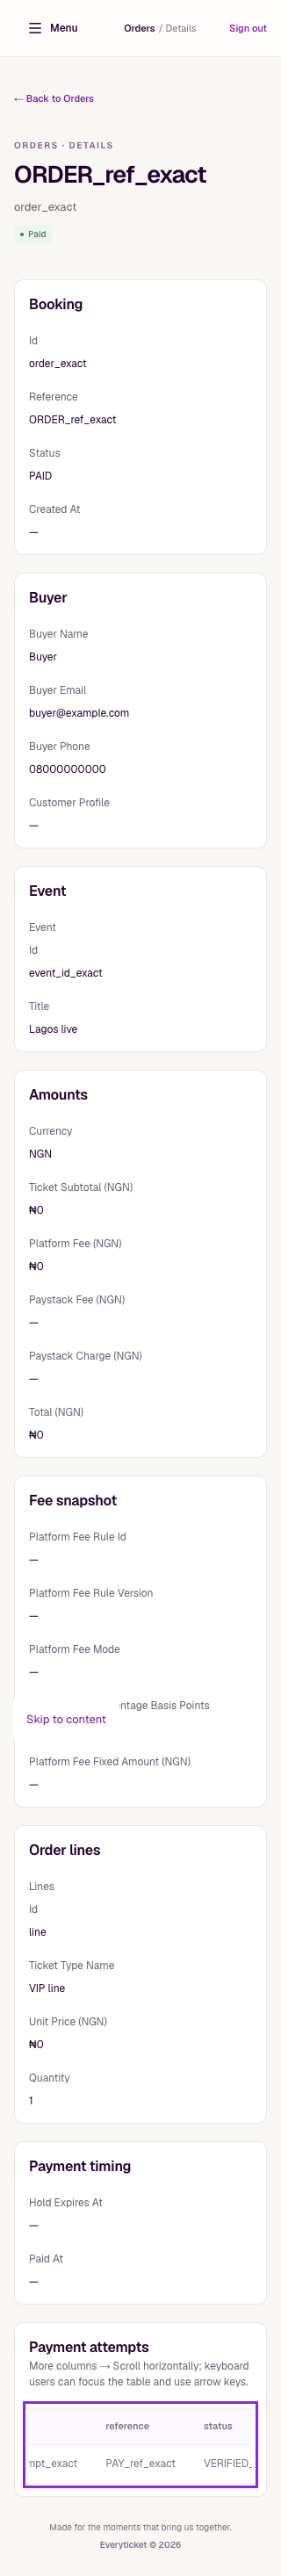 Menu
Orders / Details
Sign out
← Back to Orders
ORDERS · DETAILS
ORDER_ref_exact
order_exact
Paid
Booking
Id
order_exact
Reference
ORDER_ref_exact
Status
PAID
Created At
—
Buyer
Buyer Name
Buyer
Buyer Email
buyer@example.com
Buyer Phone
08000000000
Customer Profile
—
Event
Event
Id
event_id_exact
Title
Lagos live
Amounts
Currency
NGN
Ticket Subtotal (NGN)
₦0
Platform Fee (NGN)
₦0
Paystack Fee (NGN)
—
Paystack Charge (NGN)
—
Total (NGN)
₦0
Fee snapshot
Platform Fee Rule Id
—
Platform Fee Rule Version
—
Platform Fee Mode
—
Basis Points
Skip to content
Platform Fee Fixed Amount (NGN)
—
Order lines
Lines
Id
line
Ticket Type Name
VIP line
Unit Price (NGN)
₦0
Quantity
1
Payment timing
Hold Expires At
—
Paid At
—
Payment attempts
More columns → Scroll horizontally; keyboard
users can focus the table and use arrow keys.
reference status
PAY_ref_exact VERIFIED_
Made for the moments that bring us together.
Everyticket © 2026